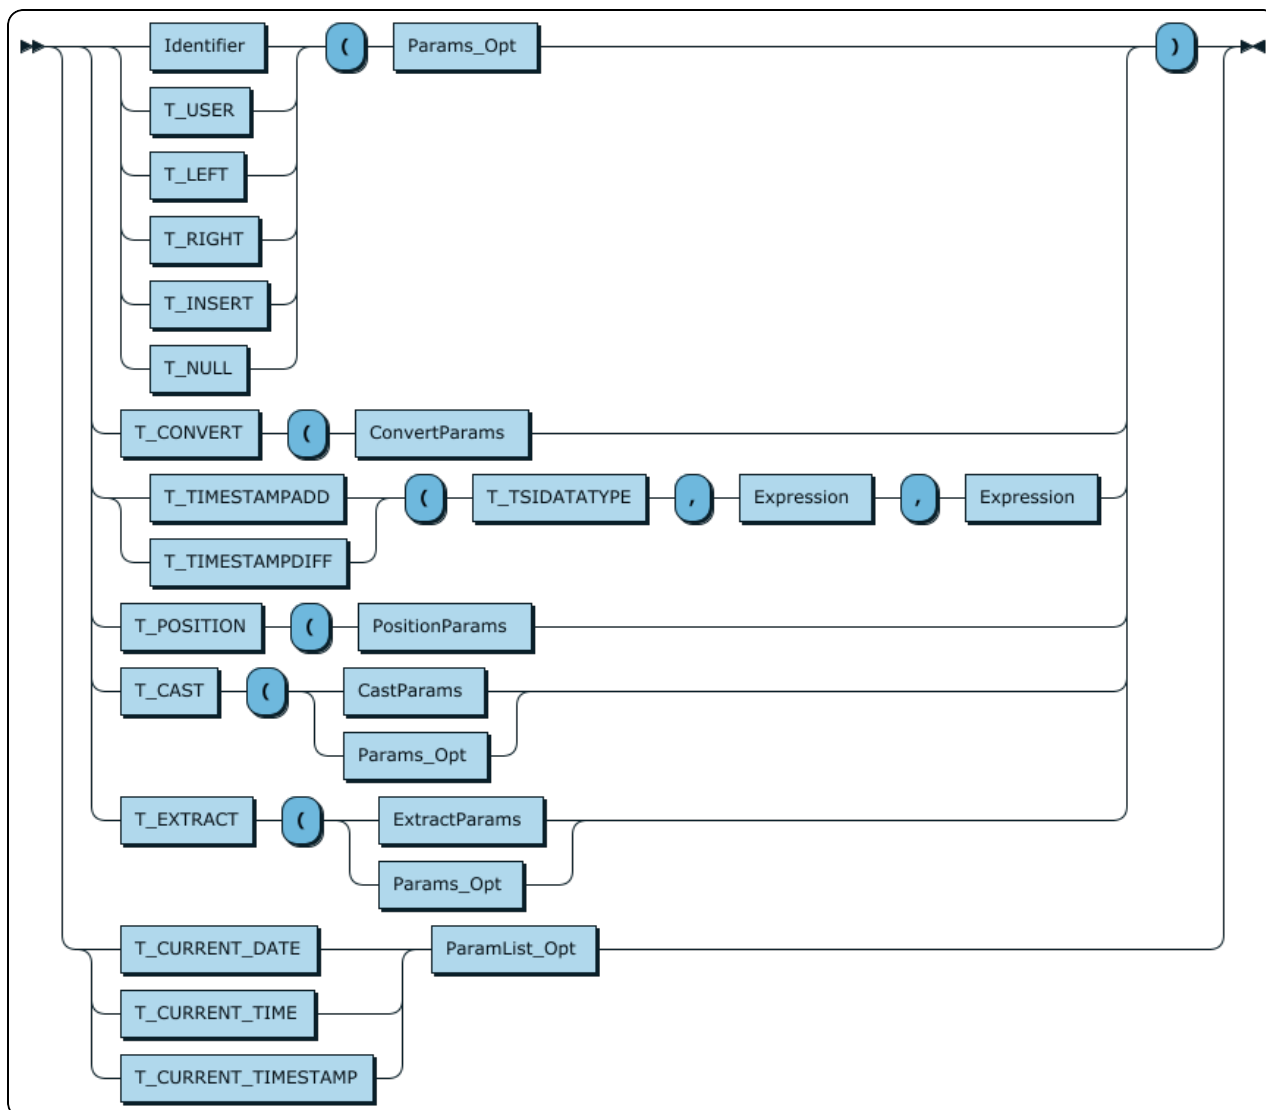 Identifier ( Params_Opt )
T_USER
T_LEFT
T_RIGHT
T_INSERT
T_NULL
T_CONVERT ( ConvertParams
T_TIMESTAMPADD ( T_TSIDATATYPE , Expression , Expression
T_TIMESTAMPDIFF
T_POSITION ( PositionParams
T_CAST ( CastParams
Params_Opt
T_EXTRACT ( ExtractParams
Params_Opt
T_CURRENT_DATE ParamList_Opt
T_CURRENT_TIME
T_CURRENT_TIMESTAMP